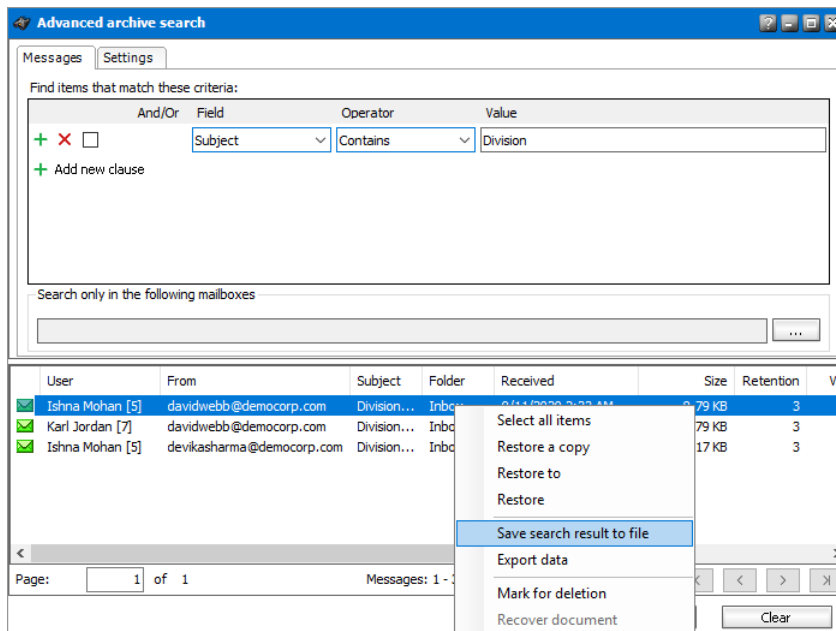 Advanced archive search
Messages Settings
Find items that match these criteria:
And/Or Field Operator Value
Subject Contains Division
Add new clause
Search only in the following mailboxes
...
User From Subject Folder Received Size Retention
Ishna Mohan [5] davidwebb@democorp.com Division... Inbox 79 KB 3
Karl Jordan [7] davidwebb@democorp.com Division... Inbo 79 KB 3
Ishna Mohan [5] devikasharma@democorp.com Division... Inbo 17 KB 3
Select all items
Restore a copy
Restore to
Restore
Save search result to file
Export data
Mark for deletion
Recover document
Page: 1 of 1 Messages: 1 -
Clear